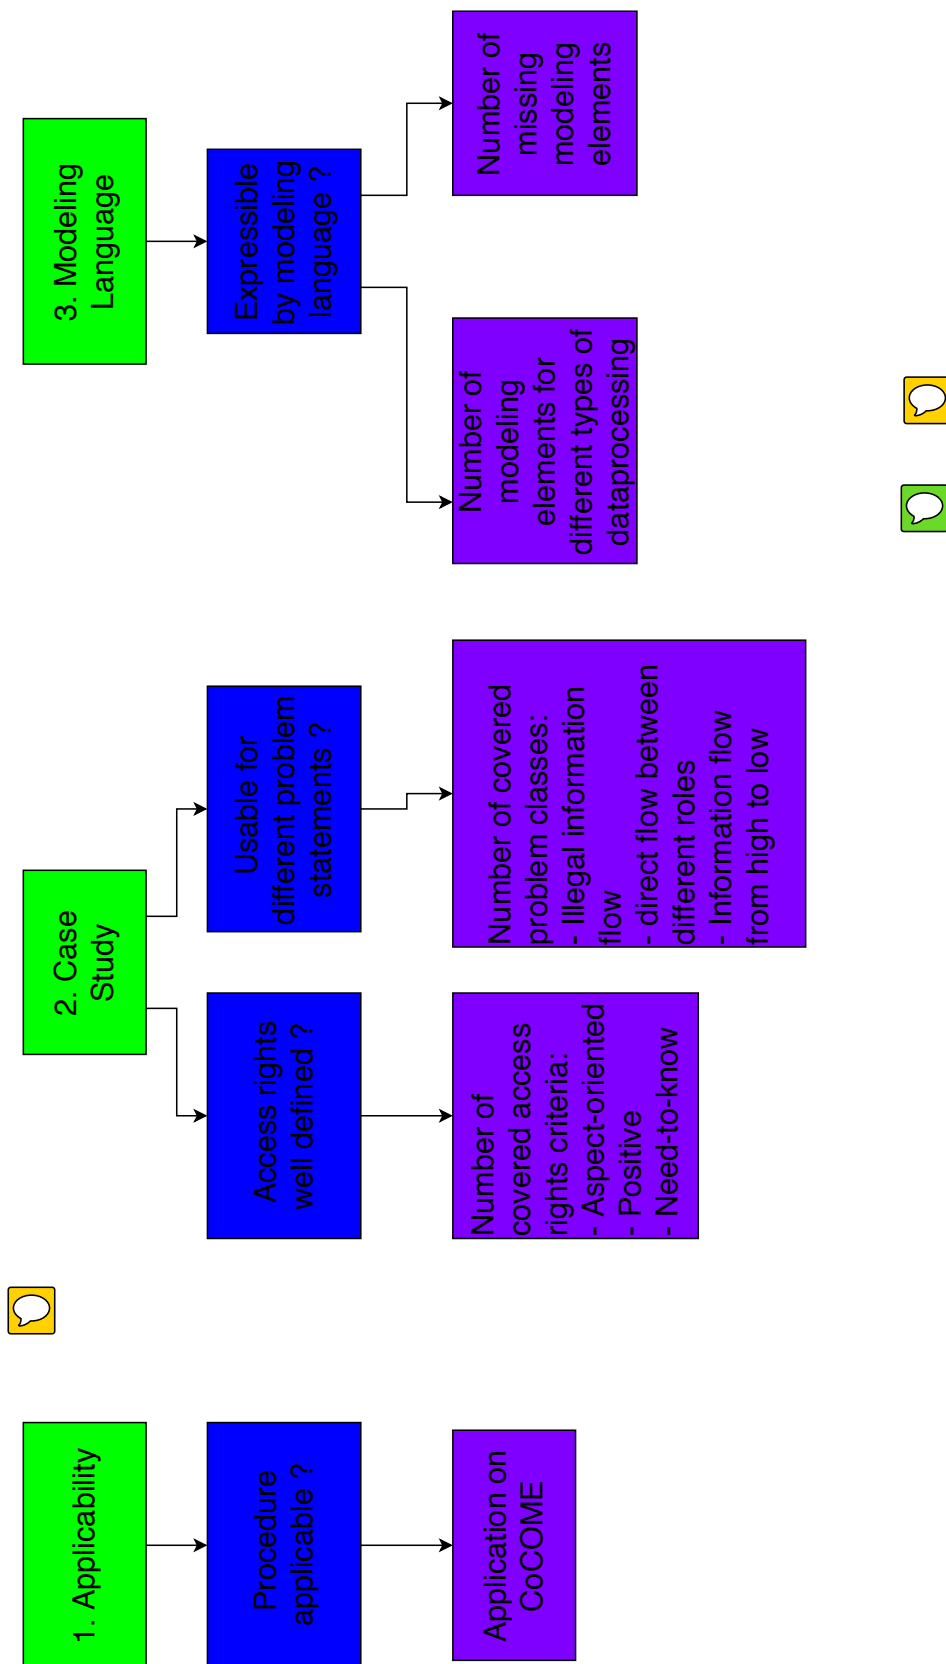 1. Applicability
Procedure
applicable ?
Application on
CoCOME
2. Case
Study
Access rights
well defined ?
Number of
covered access
rights criteria:
- Aspect-oriented
- Positive
- Need-to-know
Usable for
different problem
statements ?
Number of covered
problem classes:
- Illegal information
flow
- direct flow between
different roles
- Information flow
from high to low
3. Modeling
Language
Expressible
by modeling
language ?
Number of
modeling
elements for
different types of
dataprocessing
Number of
missing
modeling
elements